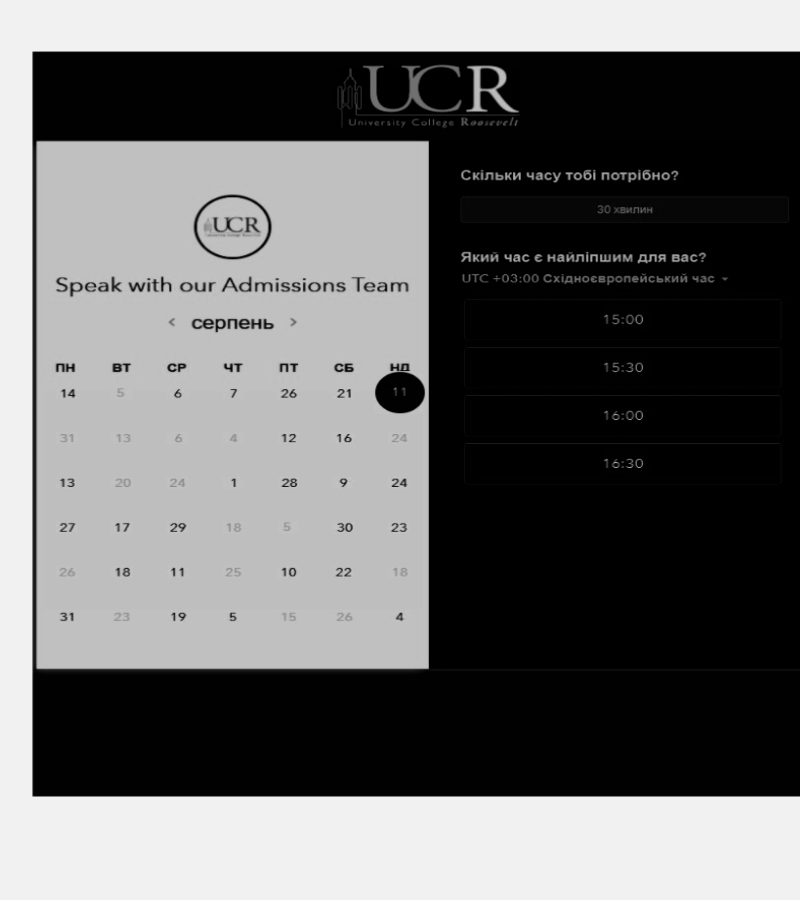 UCR
University College Roosevelt
UCR
Speak with our Admissions Team
< серпень >
ПН ВТ СР ЧТ ПТ СБ НД
14 5 6 7 26 21 11
31 13 6 4 12 16 24
13 20 24 1 28 9 24
27 17 29 18 5 30 23
26 18 11 25 10 22 18
31 23 19 5 15 26 4
Скільки часу тобі потрібно?
30 хвилин
Який час є найліпшим для вас?
UTC +03:00 Східноєвропейський час
15:00
15:30
16:00
16:30